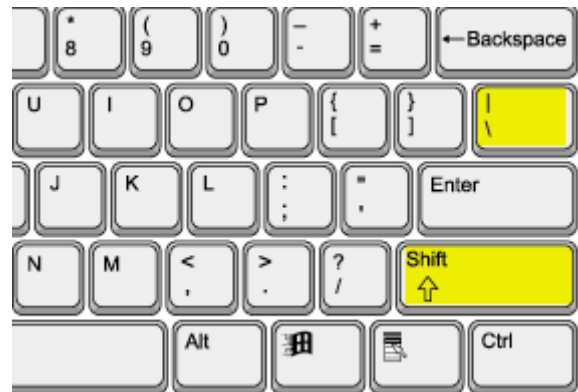 * ( ) – +
8 9 0 - = ←Backspace
U I O P { } |
[ ] \
J K L : " Enter
; '
N M < > ? Shift
, . /
Alt Ctrl